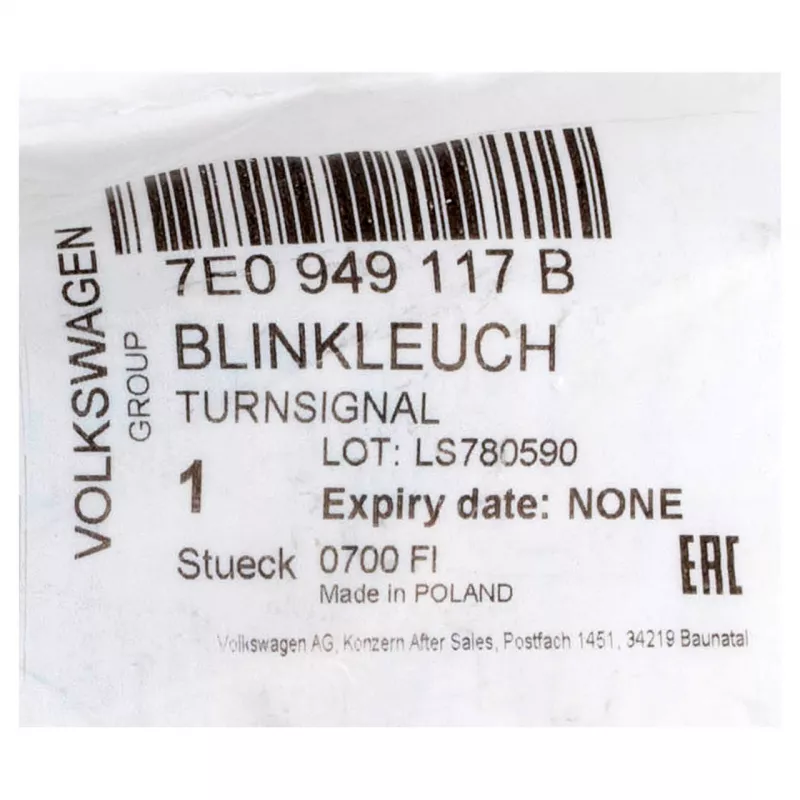 VOLKSWAGEN
GROUP
7E0 949 117 B
BLINKLEUCH
TURNSIGNAL
LOT: LS780590
1
Expiry date: NONE
Stueck 0700 FI
Made in POLAND
EAC
Volkswagen AG, Konzern After Sales, Postfach 1451, 34219 Baunatal